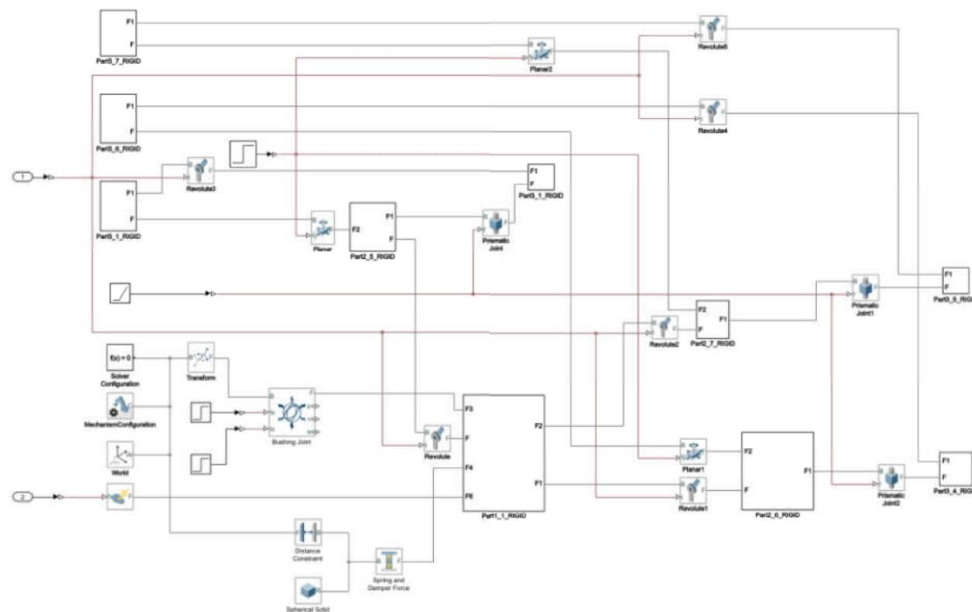 F1
F
Part5_7_RIGID
Revolute5
Planar2
F1
F
Part5_6_RIGID
Revolute4
1
F1
F
Part5_1_RIGID
Revolute3
F1
F
Part3_1_RIGID
Planar
F2
F1
F
Part2_5_RIGID
Prismatic
Joint
F1
F
Prismatic
Joint1
F2
F1
F
Part2_7_RIGID
Revolute2
f(x) = 0
Solver
Configuration
Transform
MechanismConfiguration
Bushing Joint
World
Revolute
F3
F
F4
F2
F1
Part1_1_RIGID
Planar1
F2
F1
F
Part2_6_RIGID
Revolute1
Prismatic
Joint2
F1
F
Part3_4_RIG
2
Distance
Constraint
Spring and
Damper Force
Spherical Solid